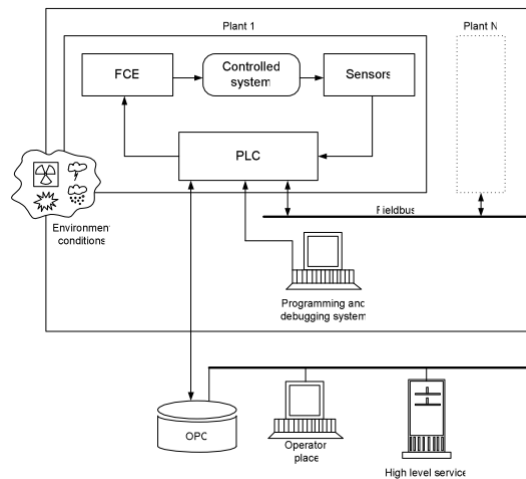 Plant 1
Plant N
FCE
Controlled
system
Sensors
PLC
Fieldbus
Environment
conditions
Programming and
debugging system
OPC
Operator
place
High level service